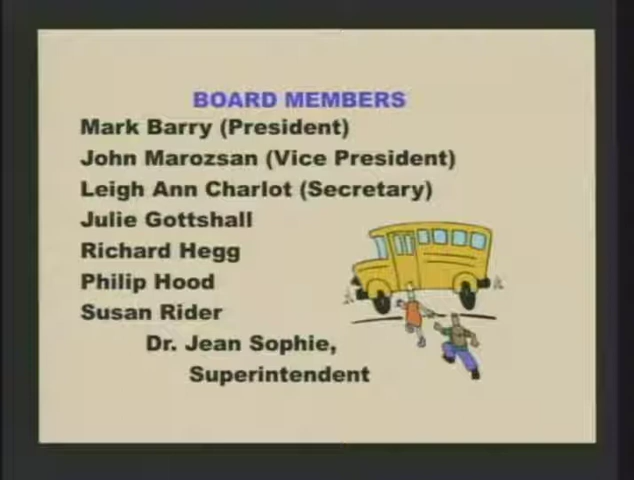 BOARD MEMBERS
Mark Barry (President)
John Marozsan (Vice President)
Leigh Ann Charlot (Secretary)
Julie Gottshall
Richard Hegg
Philip Hood
Susan Rider
Dr. Jean Sophie,
Superintendent